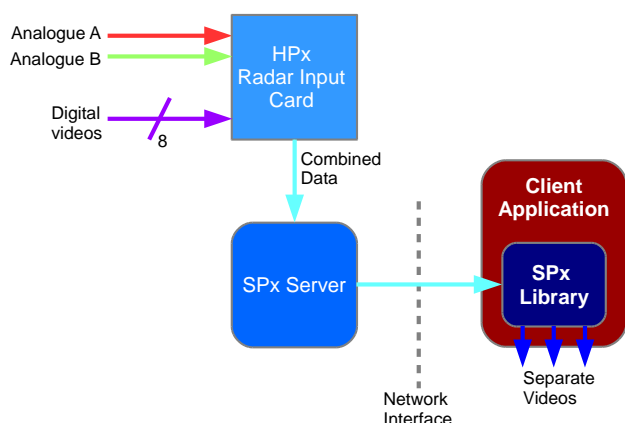 Analogue A
Analogue B
HPx
Radar Input
Card
Digital
videos
8
Combined
Data
Client
Application
SPx Server
SPx
Library
Separate
Videos
Network
Interface